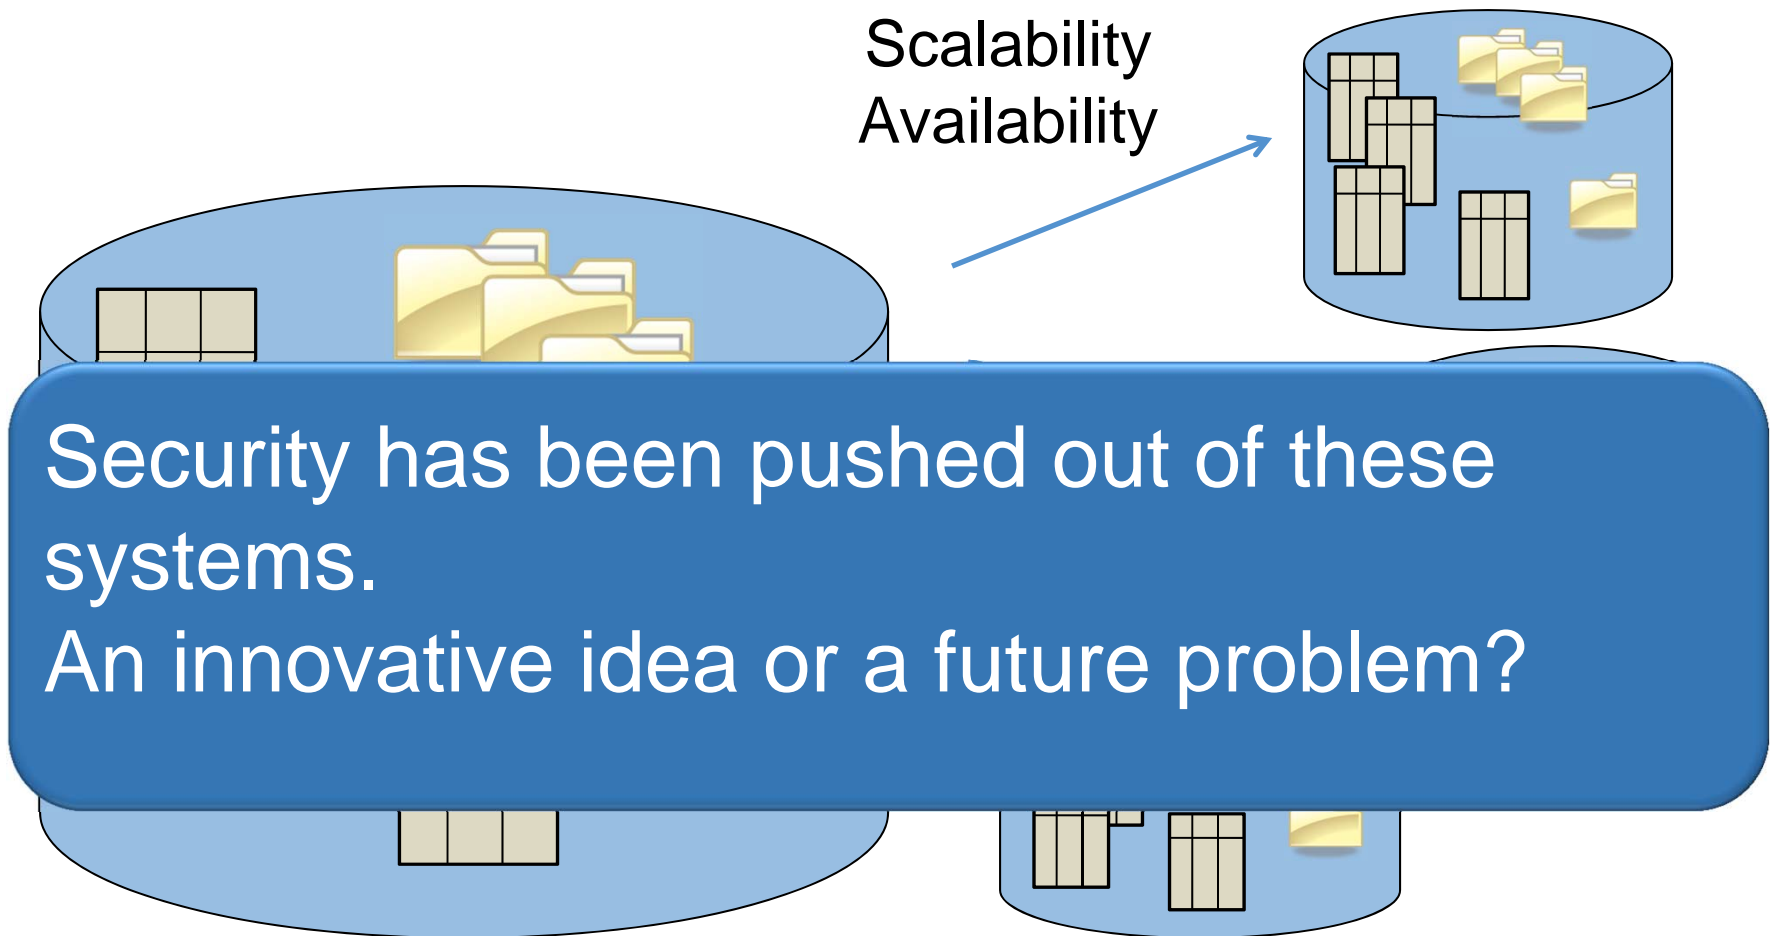 Scalability
Availability
Security has been pushed out of these
systems.
An innovative idea or a future problem?